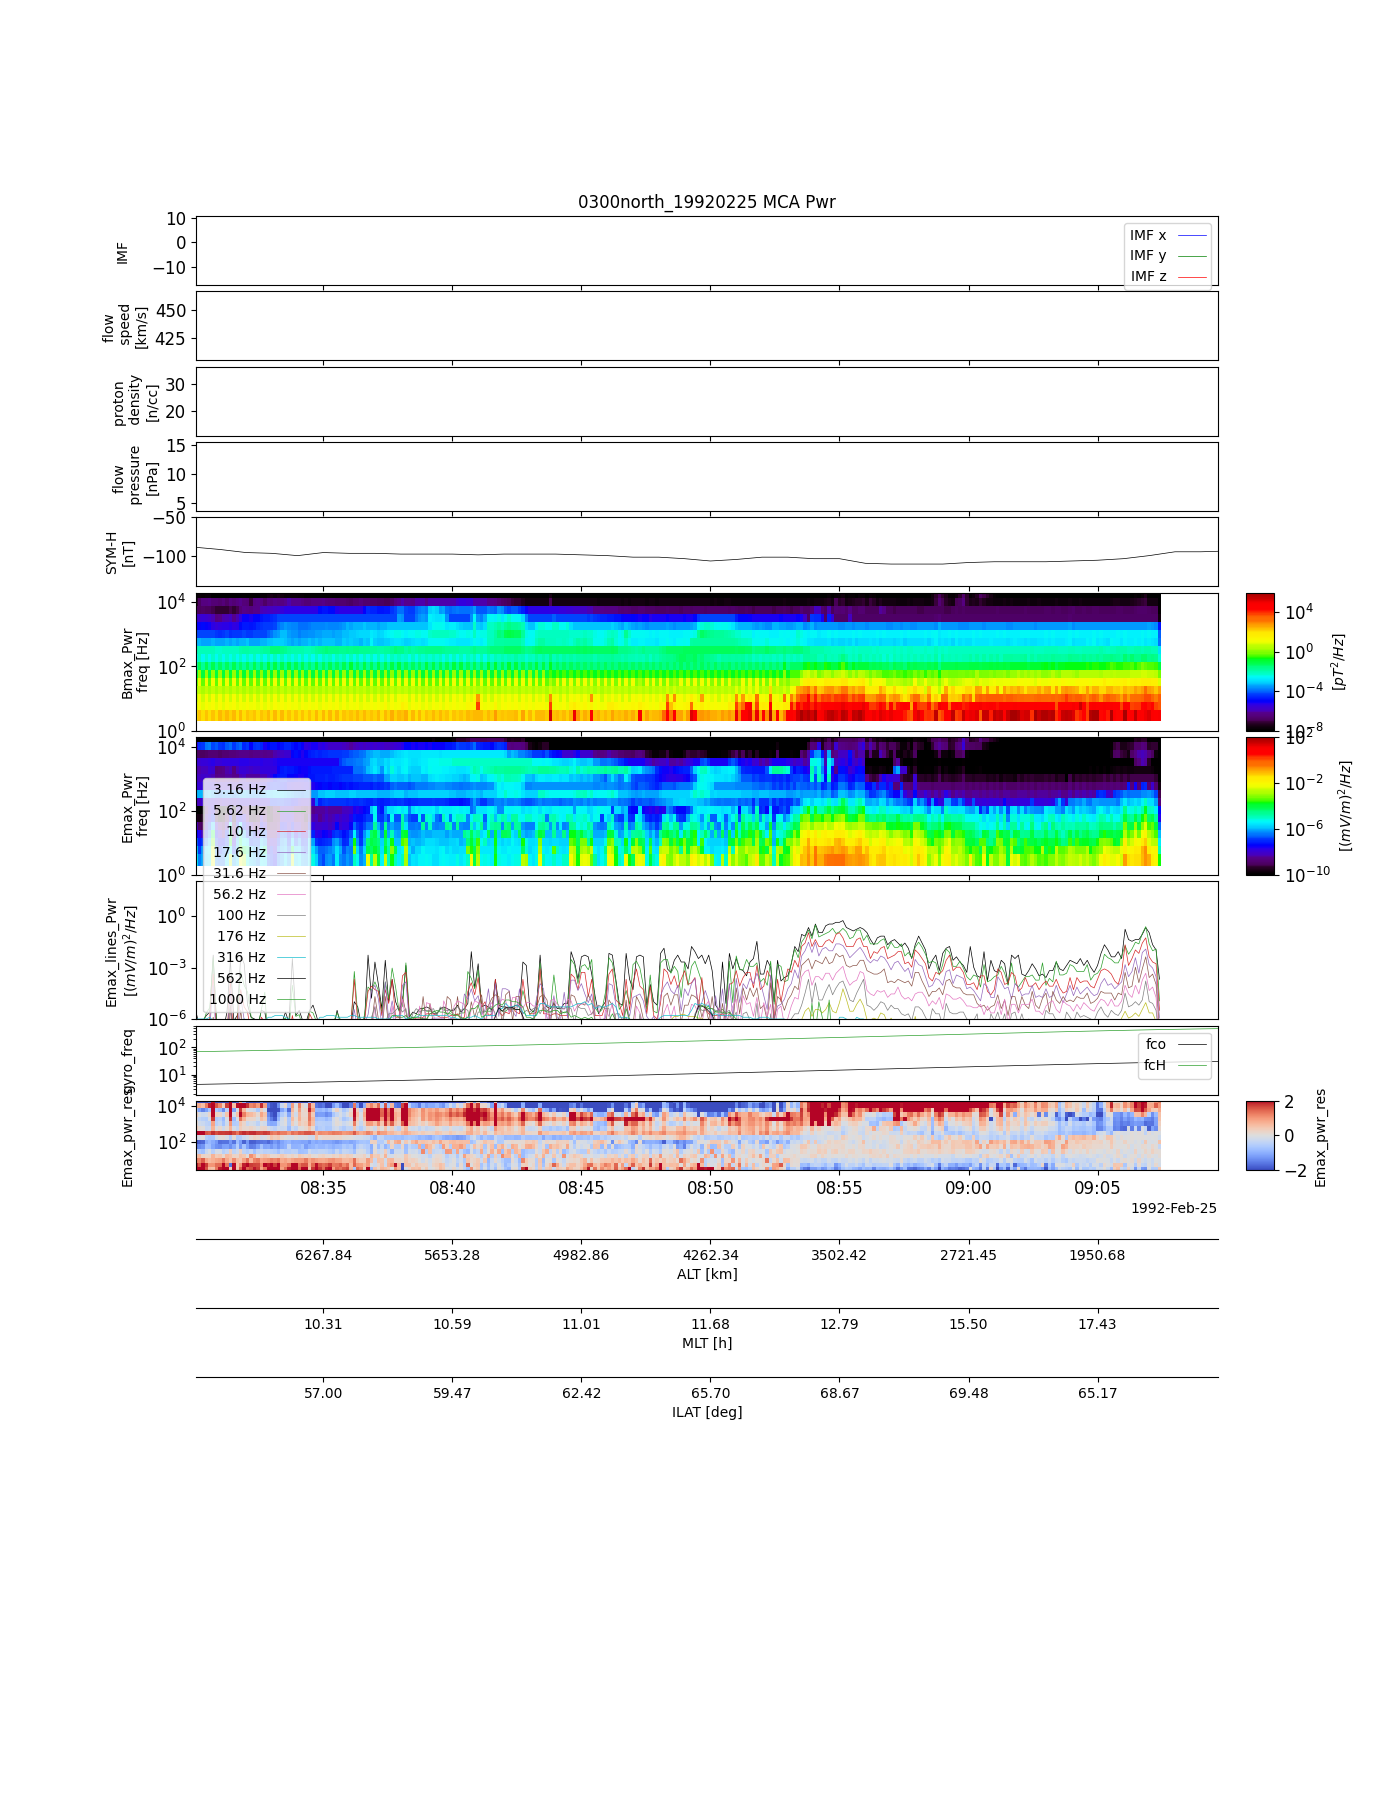 0300north_19920225 MCA Pwr
IMF
10
0
−10
IMF x
IMF y
IMF z
flow
speed
[km/s]
450
425
proton
density
[n/cc]
30
20
flow
pressure
[nPa]
15
10
5
SYM-H
[nT]
−50
−100
Bmax_Pwr
freq [Hz]
10^4
10^2
10^0
10^4
10^0
10^−4
10^−8
[pT^2/Hz]
Emax_Pwr
freq [Hz]
10^4
10^2
10^0
10^2
10^−2
10^−6
10^−10
[(mV/m)^2/Hz]
3.16 Hz
5.62 Hz
10 Hz
17.6 Hz
31.6 Hz
56.2 Hz
100 Hz
176 Hz
316 Hz
562 Hz
1000 Hz
Emax_lines_Pwr
[(mV/m)^2/Hz]
10^0
10^−3
10^−6
gyro_freq
10^2
10^1
fco
fcH
Emax_pwr_res
10^4
10^2
2
0
−2
Emax_pwr_res
08:35 08:40 08:45 08:50 08:55 09:00 09:05
1992-Feb-25
6267.84 5653.28 4982.86 4262.34 3502.42 2721.45 1950.68
ALT [km]
10.31 10.59 11.01 11.68 12.79 15.50 17.43
MLT [h]
57.00 59.47 62.42 65.70 68.67 69.48 65.17
ILAT [deg]